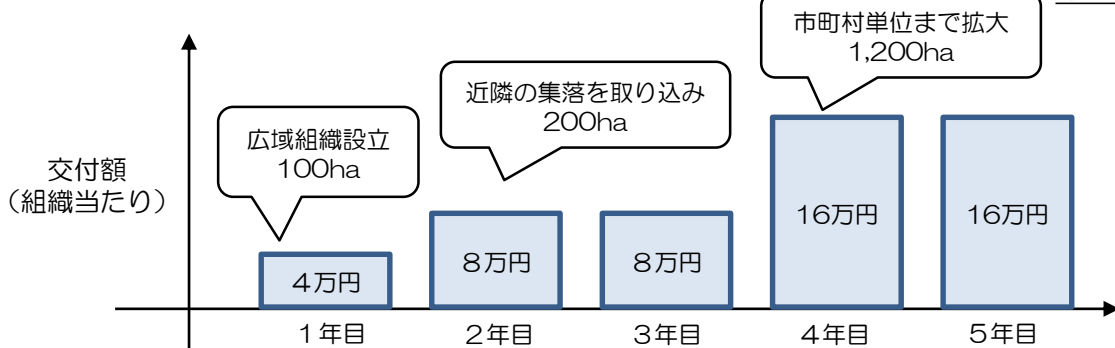 市町村単位まで拡大
1,200ha
近隣の集落を取り込み
200ha
広域組織設立
100ha
交付額
（組織当たり）
４万円
８万円
８万円
16万円
16万円
１年目
２年目
３年目
４年目
５年目